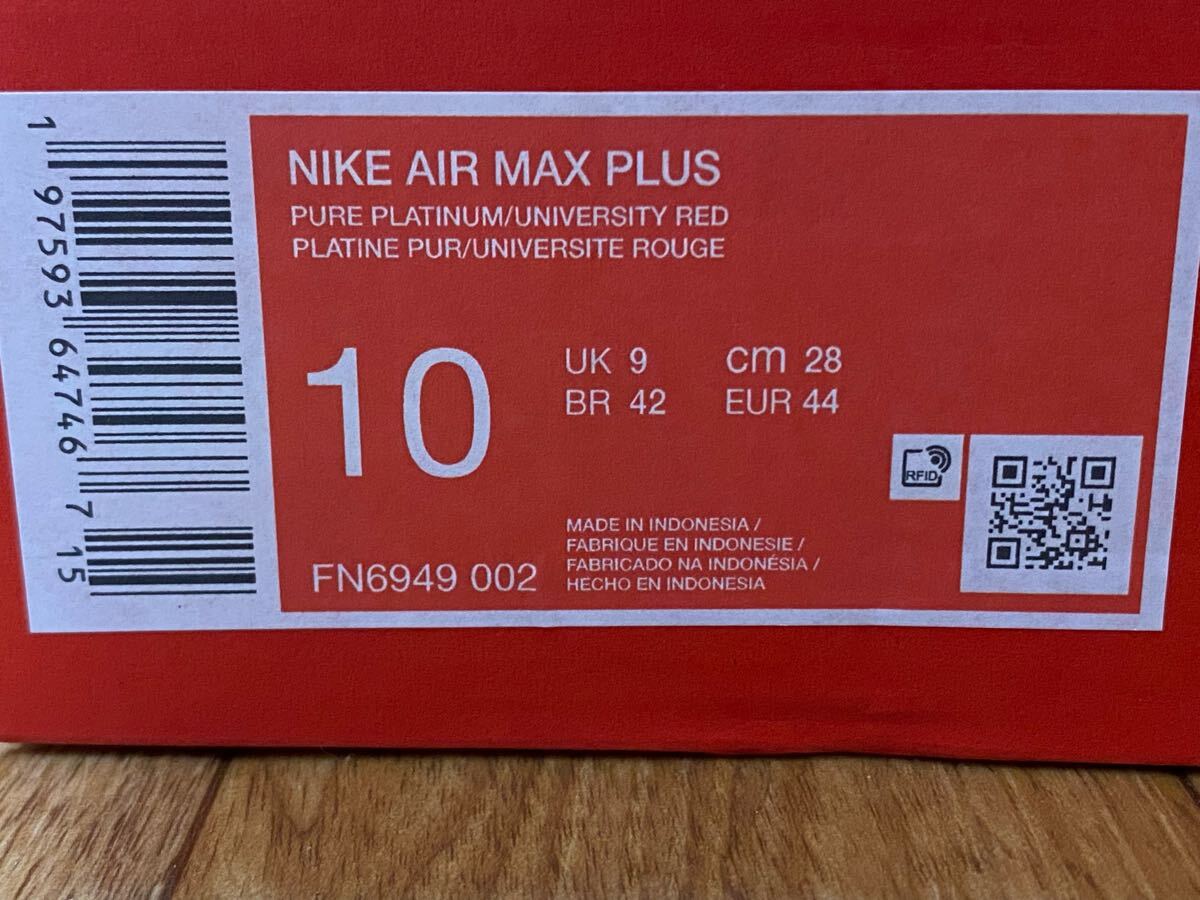 NIKE AIR MAX PLUS
PURE PLATINUM/UNIVERSITY RED
PLATINE PUR/UNIVERSITE ROUGE
10
UK 9 cm 28
BR 42 EUR 44
RFID
MADE IN INDONESIA /
FABRIQUE EN INDONESIE /
FABRICADO NA INDONÉSIA /
HECHO EN INDONESIA
FN6949 002
1 97593 64746 7 15